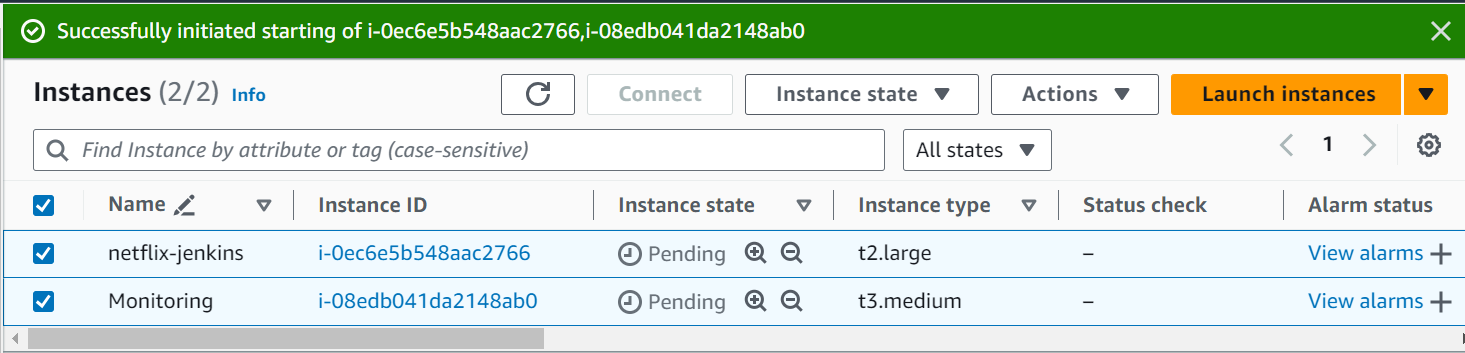 Successfully initiated starting of i-0ec6e5b548aac2766,i-08edb041da2148ab0
Instances (2/2) Info Connect Instance state Actions Launch instances
Find Instance by attribute or tag (case-sensitive) All states 1
Name Instance ID Instance state Instance type Status check Alarm status
netflix-jenkins i-0ec6e5b548aac2766 Pending t2.large – View alarms +
Monitoring i-08edb041da2148ab0 Pending t3.medium – View alarms +